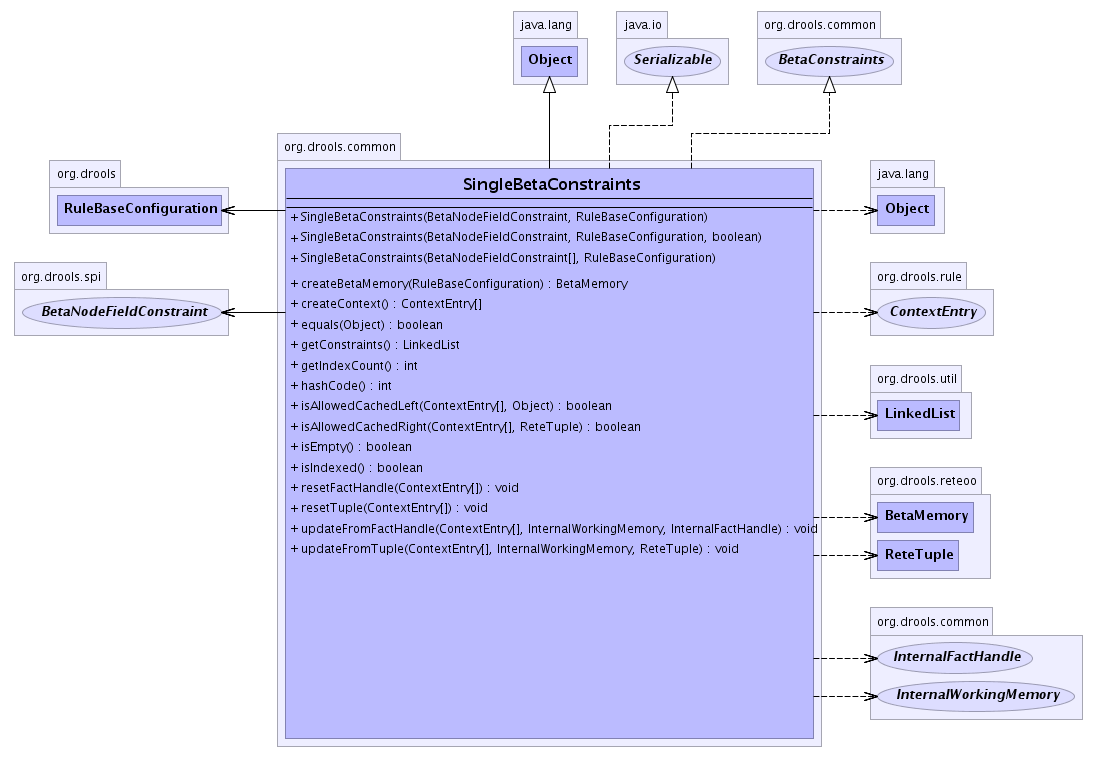 java.lang
Object
java.io
Serializable
org.drools.common
BetaConstraints
org.drools
RuleBaseConfiguration
org.drools.spi
BetaNodeFieldConstraint
org.drools.common
SingleBetaConstraints
+ SingleBetaConstraints(BetaNodeFieldConstraint, RuleBaseConfiguration)
+ SingleBetaConstraints(BetaNodeFieldConstraint, RuleBaseConfiguration, boolean)
+ SingleBetaConstraints(BetaNodeFieldConstraint[], RuleBaseConfiguration)
+ createBetaMemory(RuleBaseConfiguration) : BetaMemory
+ createContext() : ContextEntry[]
+ equals(Object) : boolean
+ getConstraints() : LinkedList
+ getIndexCount() : int
+ hashCode() : int
+ isAllowedCachedLeft(ContextEntry[], Object) : boolean
+ isAllowedCachedRight(ContextEntry[], ReteTuple) : boolean
+ isEmpty() : boolean
+ isIndexed() : boolean
+ resetFactHandle(ContextEntry[]) : void
+ resetTuple(ContextEntry[]) : void
+ updateFromFactHandle(ContextEntry[], InternalWorkingMemory, InternalFactHandle) : void
+ updateFromTuple(ContextEntry[], InternalWorkingMemory, ReteTuple) : void
java.lang
Object
org.drools.rule
ContextEntry
org.drools.util
LinkedList
org.drools.reteoo
BetaMemory
ReteTuple
org.drools.common
InternalFactHandle
InternalWorkingMemory